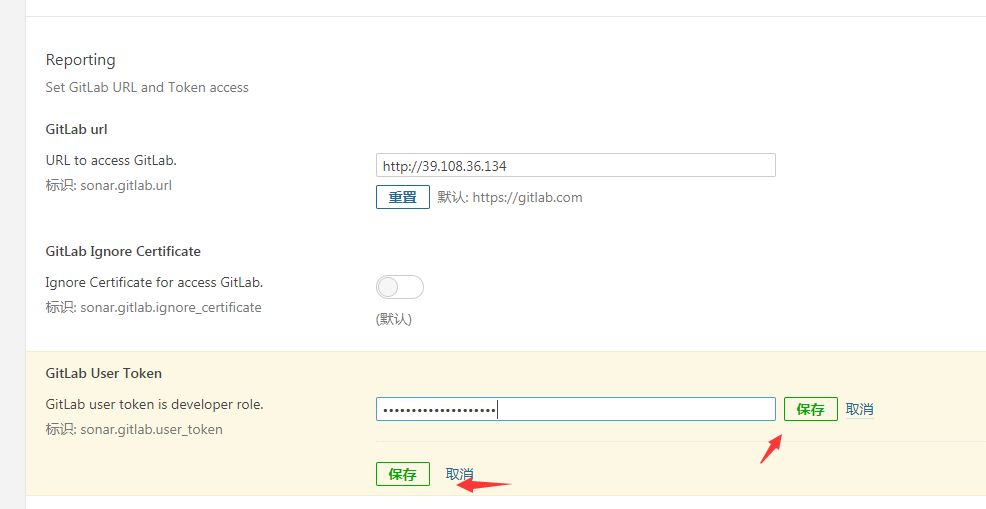 Reporting
Set GitLab URL and Token access
GitLab url
URL to access GitLab.
标识: sonar.gitlab.url
http://39.108.36.134
重置 默认: https://gitlab.com
GitLab Ignore Certificate
Ignore Certificate for access GitLab.
标识: sonar.gitlab.ignore_certificate
(默认)
GitLab User Token
GitLab user token is developer role.
标识: sonar.gitlab.user_token
•••••••••••••••••••• 保存 取消
保存 取消